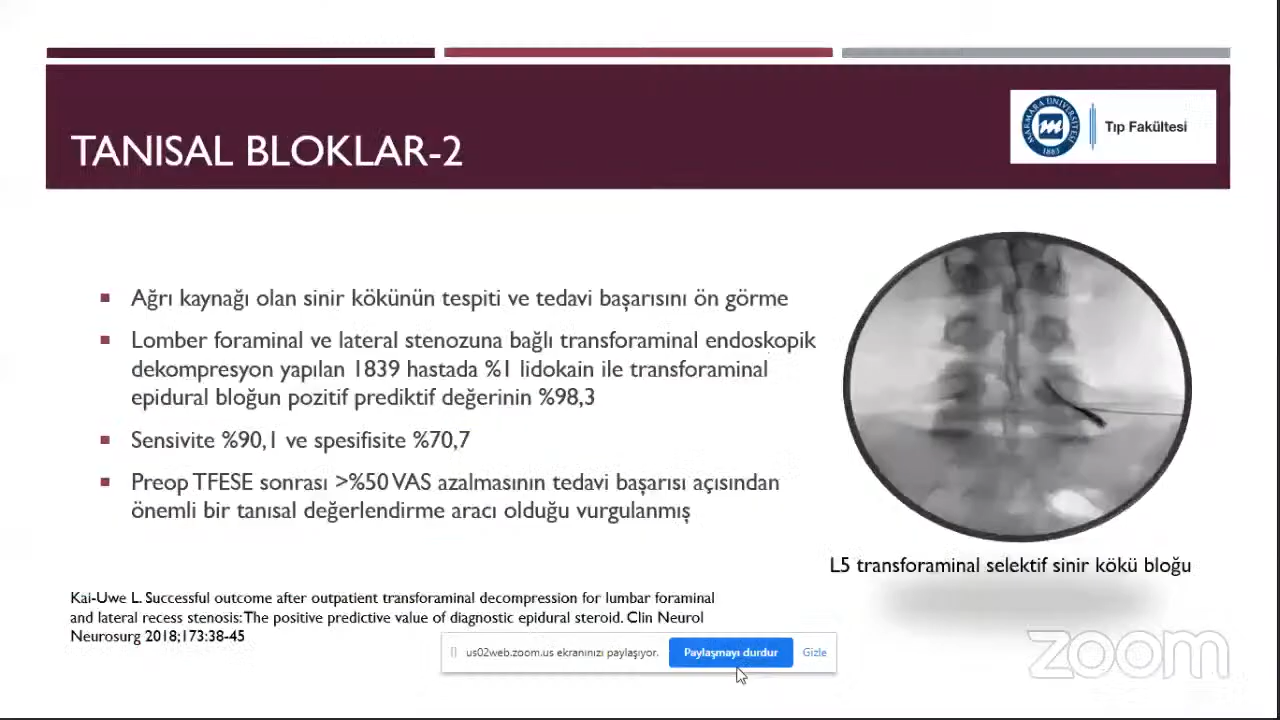 TANISAL BLOKLAR-2
MARMARA ÜNİVERSİTESİ
1883
Tıp Fakültesi
Ağrı kaynağı olan sinir kökünün tespiti ve tedavi başarısını ön görme
Lomber foraminal ve lateral stenozuna bağlı transforaminal endoskopik
dekompresyon yapılan 1839 hastada %1 lidokain ile transforaminal
epidural bloğun pozitif prediktif değerinin %98,3
Sensivite %90,1 ve spesifisite %70,7
Preop TFESE sonrası >%50 VAS azalmasının tedavi başarısı açısından
önemli bir tanısal değerlendirme aracı olduğu vurgulanmış
L5 transforaminal selektif sinir kökü bloğu
Kai-Uwe L. Successful outcome after outpatient transforaminal decompression for lumbar foraminal
and lateral recess stenosis: The positive predictive value of diagnostic epidural steroid. Clin Neurol
Neurosurg 2018;173:38-45
us02web.zoom.us ekranınızı paylaşıyor.
Paylaşmayı durdur
Gizle
zoom